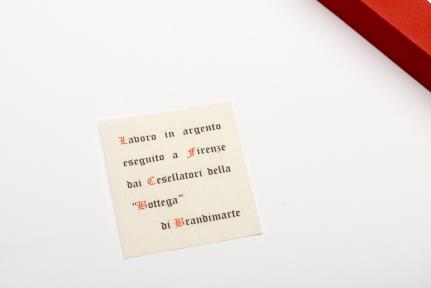 Lavoro in argento
eseguito a Firenze
dai Cesellatori della
“Bottega”
di Brandimarte